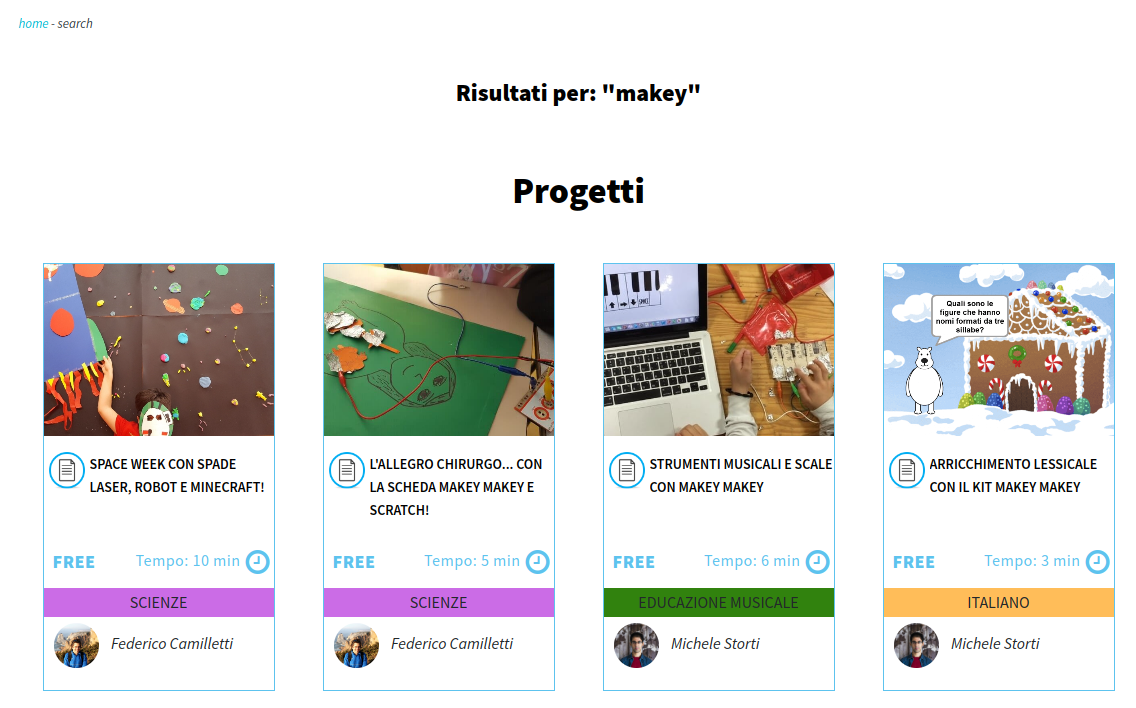 home - search
Risultati per: "makey"
Progetti
Quali sono le
figure che hanno
nomi formati da tre
sillabe?
SPACE WEEK CON SPADE
LASER, ROBOT E MINECRAFT!
FREE
Tempo: 10 min
SCIENZE
Federico Camilletti
L'ALLEGRO CHIRURGO... CON
LA SCHEDA MAKEY MAKEY E
SCRATCH!
FREE
Tempo: 5 min
SCIENZE
Federico Camilletti
STRUMENTI MUSICALI E SCALE
CON MAKEY MAKEY
FREE
Tempo: 6 min
EDUCAZIONE MUSICALE
Michele Storti
ARRICCHIMENTO LESSICALE
CON IL KIT MAKEY MAKEY
FREE
Tempo: 3 min
ITALIANO
Michele Storti